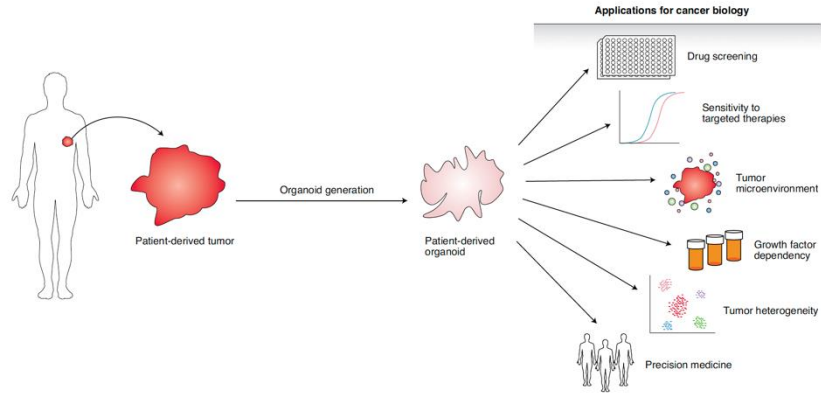 Applications for cancer biology
Drug screening
Sensitivity to
targeted therapies
Organoid generation
Tumor
microenvironment
Patient-derived tumor
Patient-derived
organoid
Growth factor
dependency
Tumor heterogeneity
Precision medicine